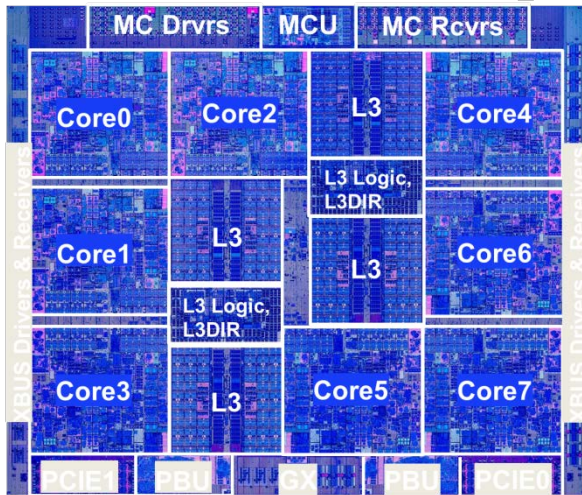 MC Drvrs
MCU
MC Rcvrs
Core0
Core2
L3
Core4
L3 Logic,
L3DIR
XBUS Drivers & Receivers
Core1
L3
L3
Core6
XBUS Drivers & Receivers
L3 Logic,
L3DIR
Core3
L3
Core5
Core7
PCIE1
PBU
GX
PBU
PCIE0